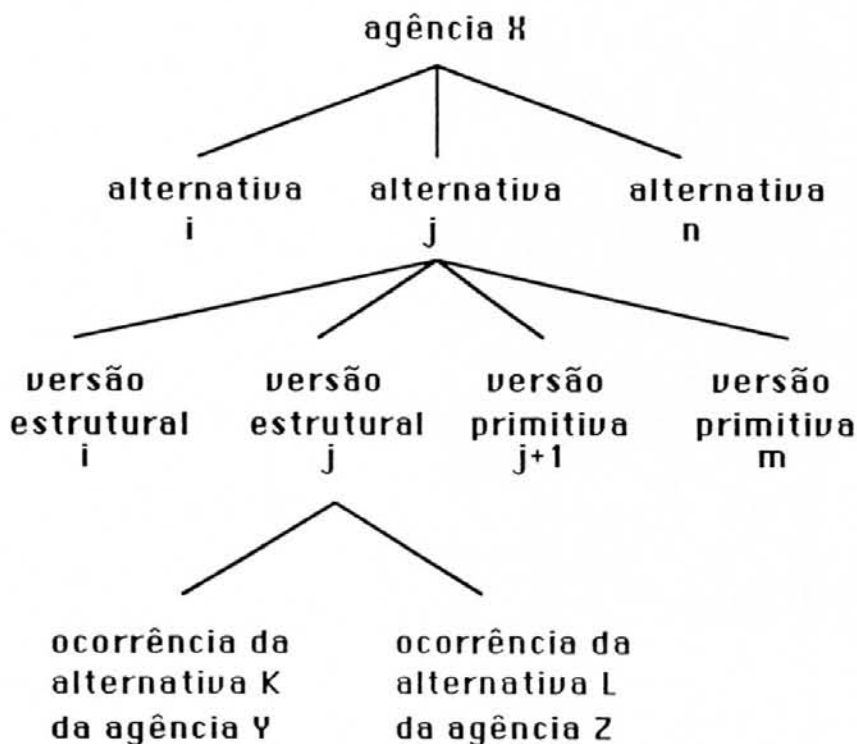 agência X
alternativa alternativa alternativa
i j n
versão versão versão versão
estrutural estrutural primitiva primitiva
i j j+1 m
ocorrência da ocorrência da
alternativa K alternativa L
da agência Y da agência Z